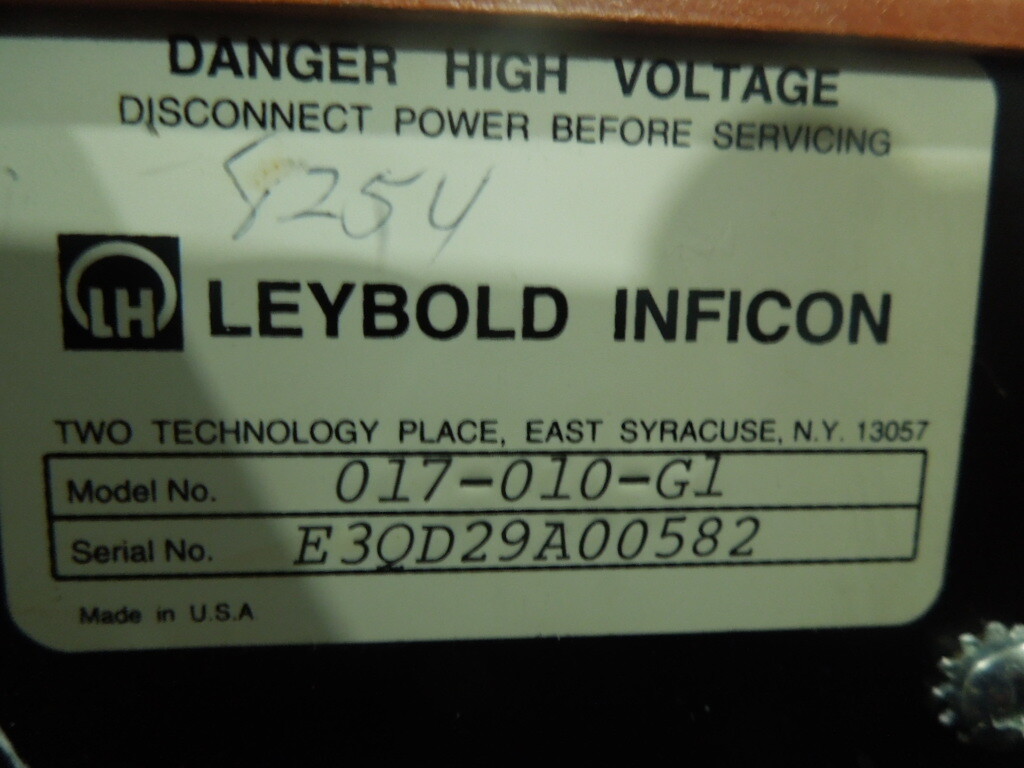 DANGER HIGH VOLTAGE
DISCONNECT POWER BEFORE SERVICING
LH LEYBOLD INFICON
TWO TECHNOLOGY PLACE, EAST SYRACUSE, N.Y. 13057
Model No. 017-010-G1
Serial No. E3QD29A00582
Made in U.S.A